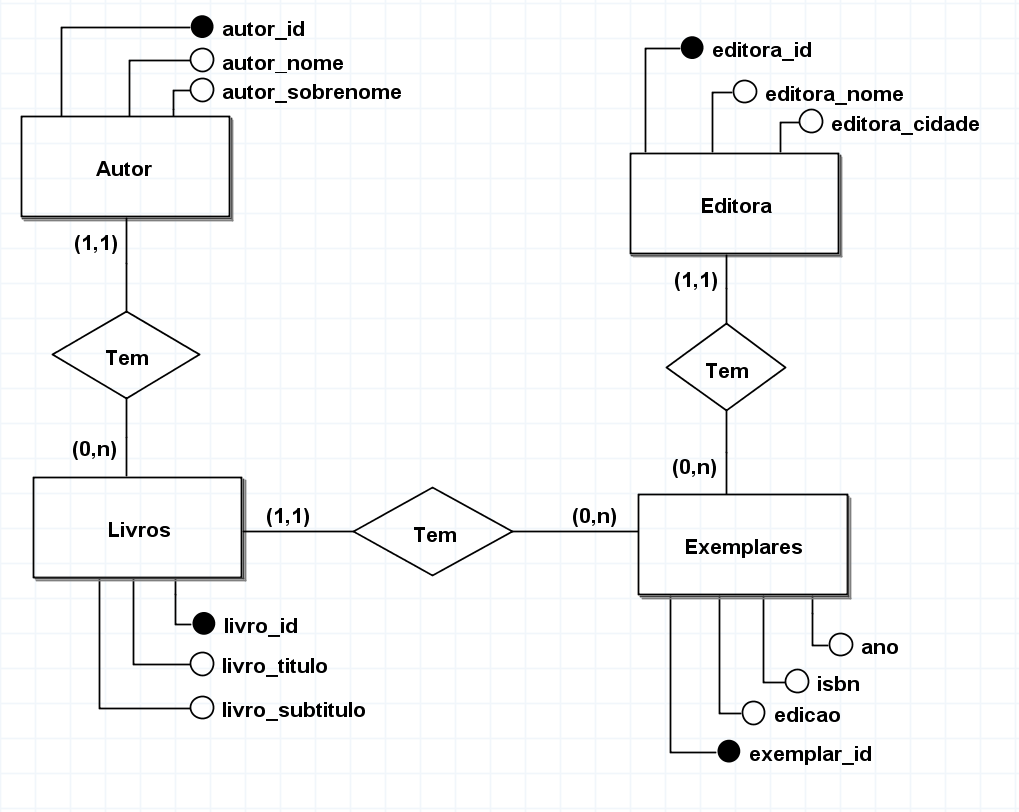 autor_id
autor_nome
autor_sobrenome
Autor
(1,1)
Tem
(0,n)
Livros
livro_id
livro_titulo
livro_subtitulo
(1,1)
Tem
(0,n)
editora_id
editora_nome
editora_cidade
Editora
(1,1)
Tem
(0,n)
Exemplares
ano
isbn
edicao
exemplar_id